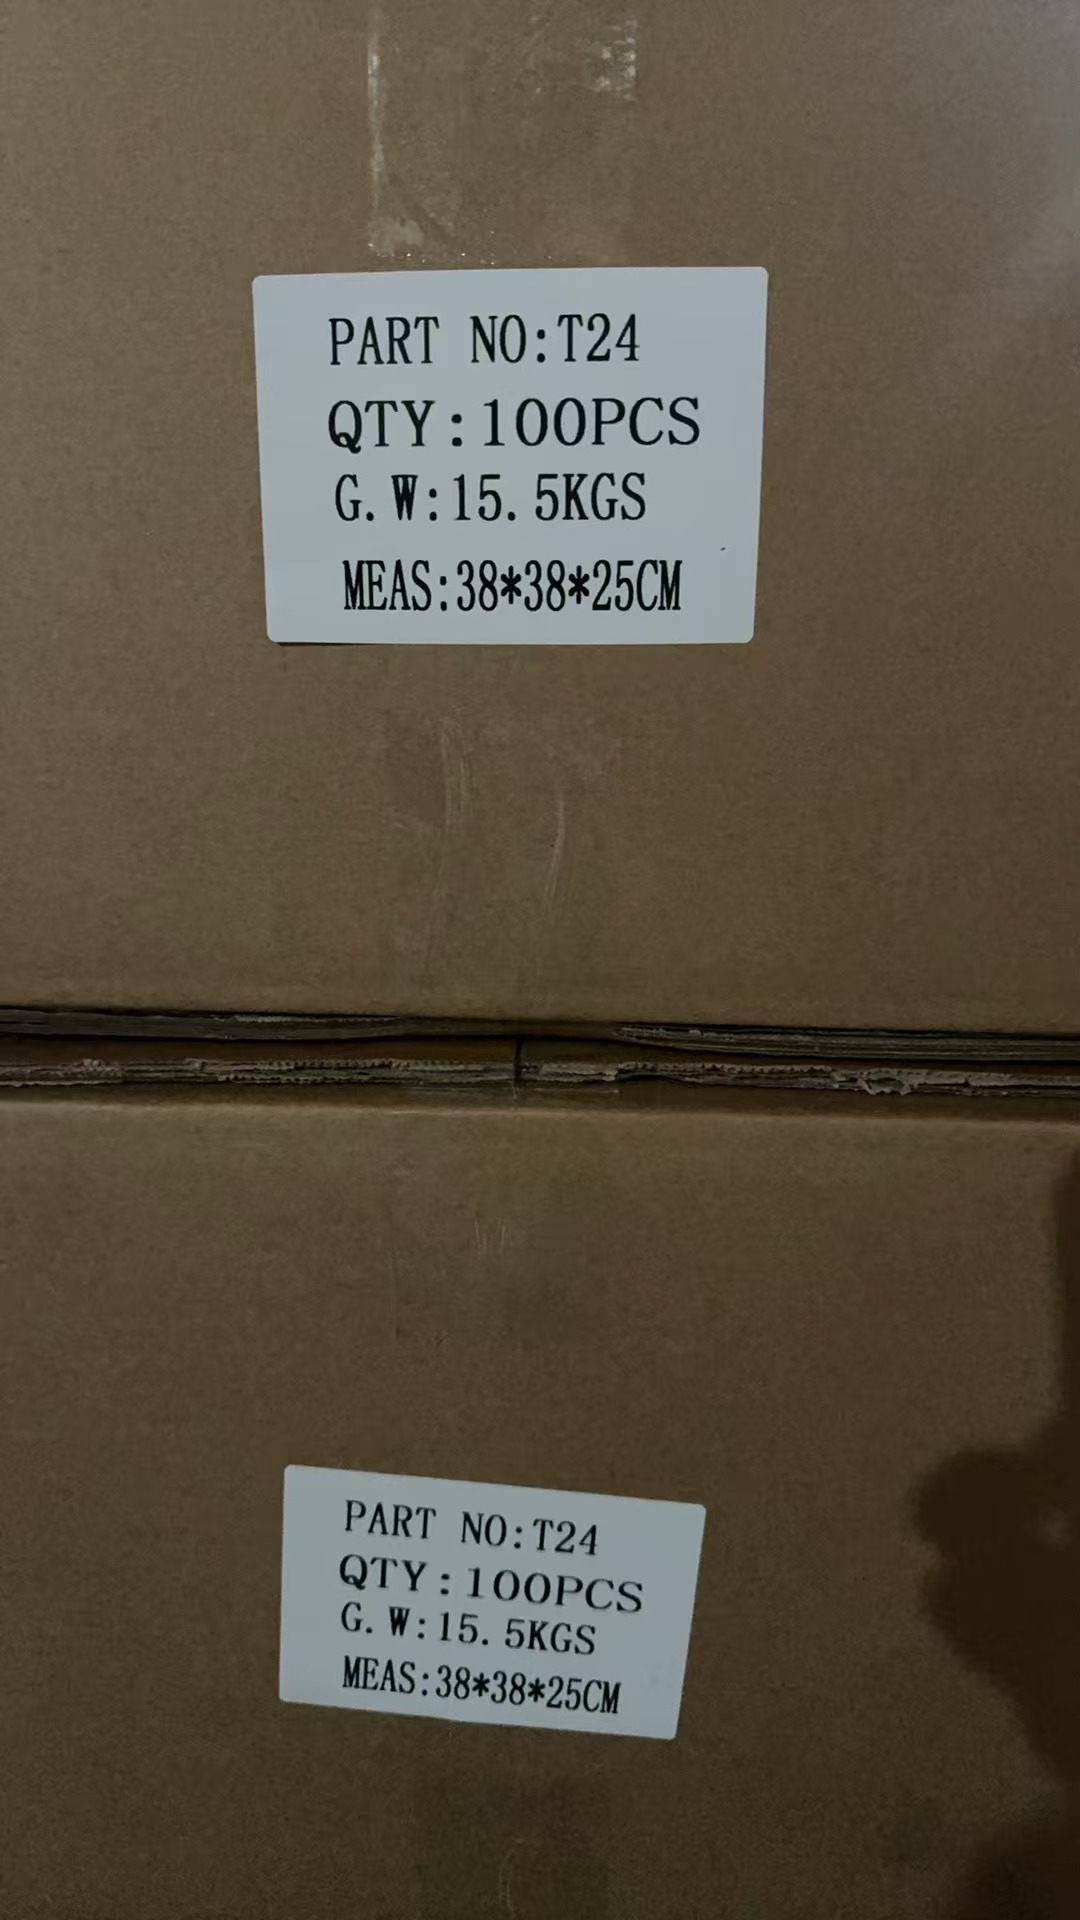 PART NO:T24
QTY:100PCS
G.W:15.5KGS
MEAS:38*38*25CM
PART NO:T24
QTY:100PCS
G.W:15.5KGS
MEAS:38*38*25CM